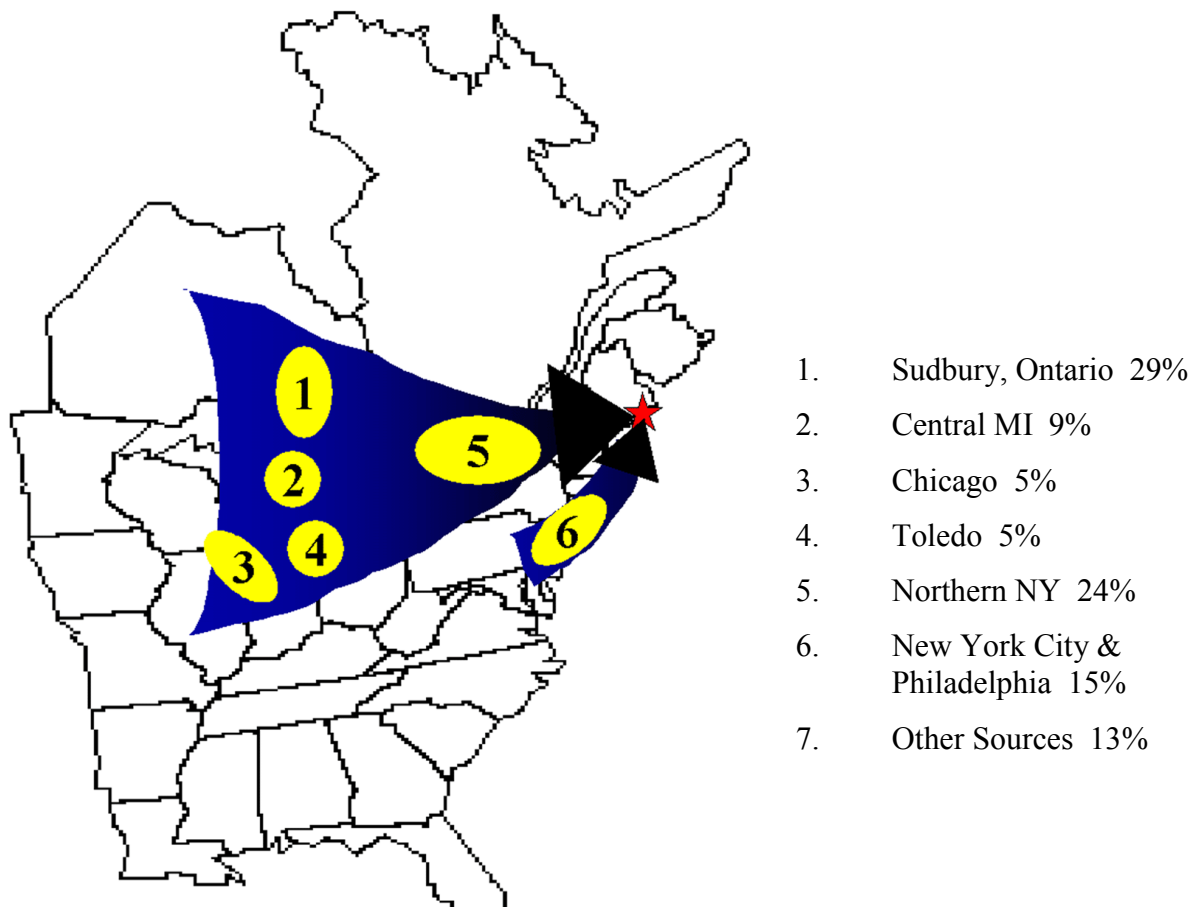 1
2
3
4
5
6
1. Sudbury, Ontario 29%
2. Central MI 9%
3. Chicago 5%
4. Toledo 5%
5. Northern NY 24%
6. New York City &
Philadelphia 15%
7. Other Sources 13%